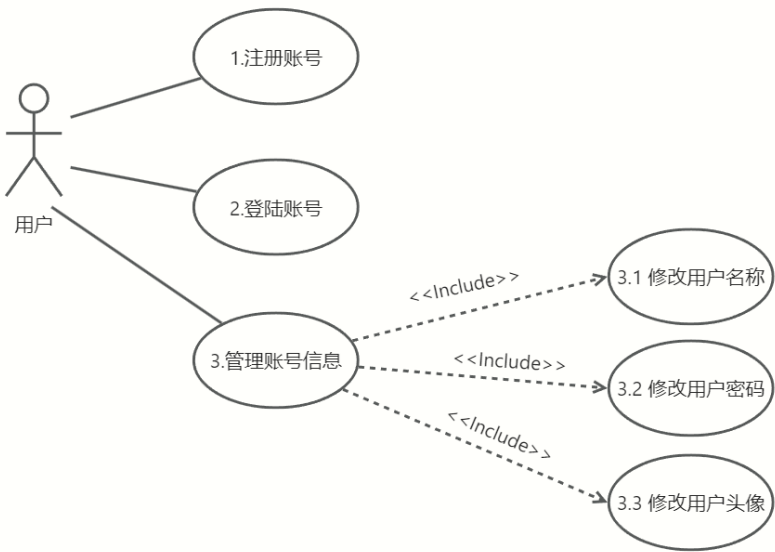 1.注册账号
用户
2.登陆账号
3.管理账号信息
<<Include>>
3.1 修改用户名称
<<Include>>
3.2 修改用户密码
<<Include>>
3.3 修改用户头像